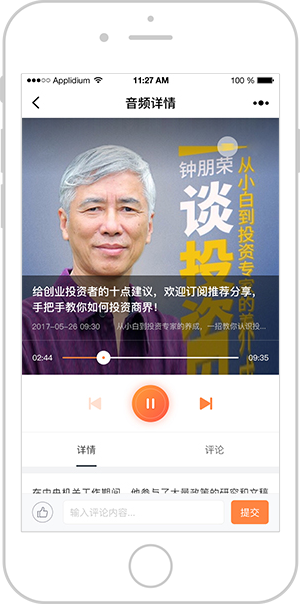 Applidium
11:27 AM
100 %
音频详情
钟朋荣
谈投资
从小白到投资专家的养成
给创业投资者的十点建议，欢迎订阅推荐分享，
手把手教你如何投资商界！
2017-05-26 09:30 从小白到投资专家的养成，一招教你认识投...
02:44
09:35
详情
评论
在中央机关工作期间，他参与了大量政策的研究和文稿
输入评论内容...
提交